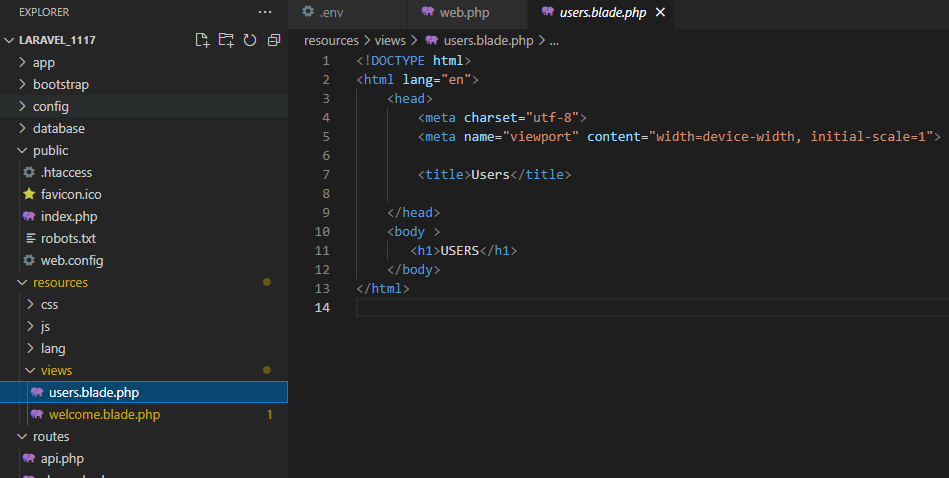 EXPLORER
···
LARAVEL_1117
app
bootstrap
config
database
public
.htaccess
favicon.ico
index.php
robots.txt
web.config
resources
css
js
lang
views
users.blade.php
welcome.blade.php 1
routes
api.php
.env
web.php
users.blade.php
resources > views > users.blade.php > ...
1 <!DOCTYPE html>
2 <html lang="en">
3 <head>
4 <meta charset="utf-8">
5 <meta name="viewport" content="width=device-width, initial-scale=1">
6
7 <title>Users</title>
8
9 </head>
10 <body >
11 <h1>USERS</h1>
12 </body>
13 </html>
14